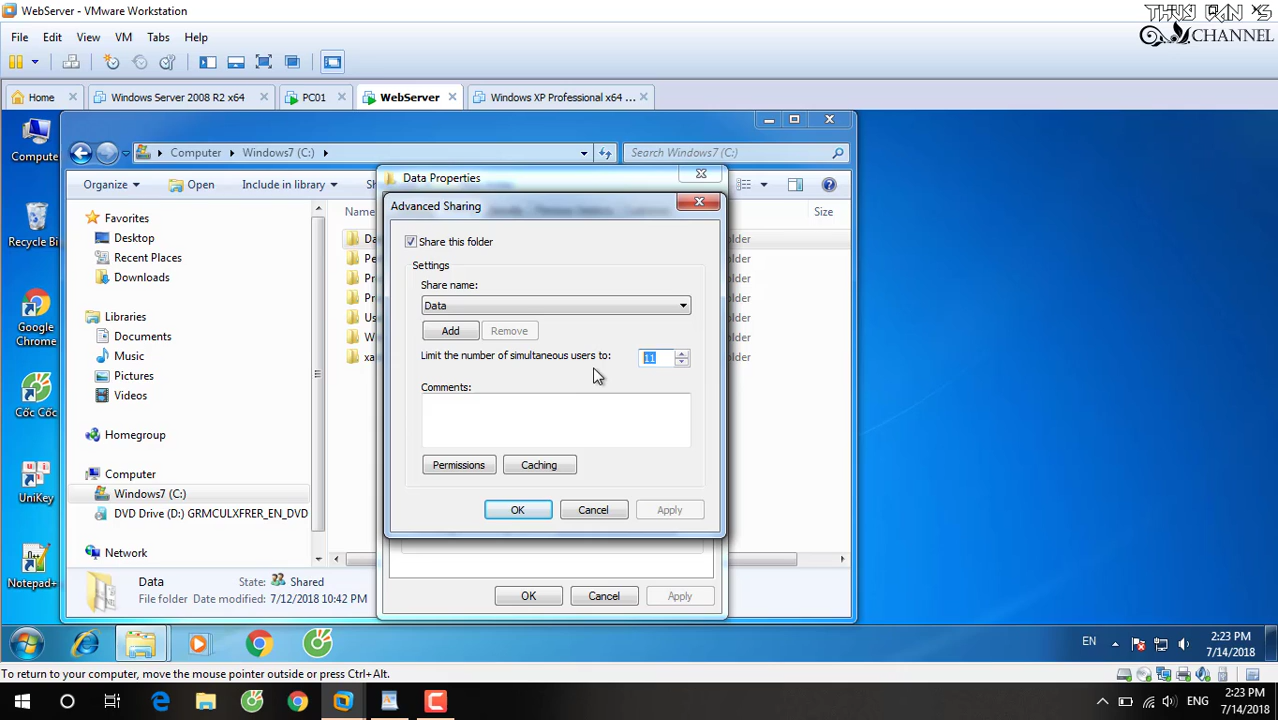 WebServer - VMware Workstation
THUY WIN'S
CHANNEL
File Edit View VM Tabs Help
Home Windows Server 2008 R2 x64 PC01 WebServer Windows XP Professional x64 ...
Computer Windows7 (C:) Search Windows7 (C:)
Organize Open Include in library
Size
Computer
Recycle Bi
Google
Chrome
Cốc Cốc
UniKey
Notepad+
Favorites
Desktop
Recent Places
Downloads
Libraries
Documents
Music
Pictures
Videos
Homegroup
Computer
Windows7 (C:)
DVD Drive (D:) GRMCULXFRER_EN_DVD
Network
Data Properties
Advanced Sharing
Share this folder
Settings
Share name:
Data
Add Remove
Limit the number of simultaneous users to: 11
Comments:
Permissions Caching
OK Cancel Apply
OK Cancel Apply
Data State: Shared
File folder Date modified: 7/12/2018 10:42 PM
EN 2:23 PM
7/14/2018
To return to your computer, move the mouse pointer outside or press Ctrl+Alt.
ENG 2:23 PM
7/14/2018